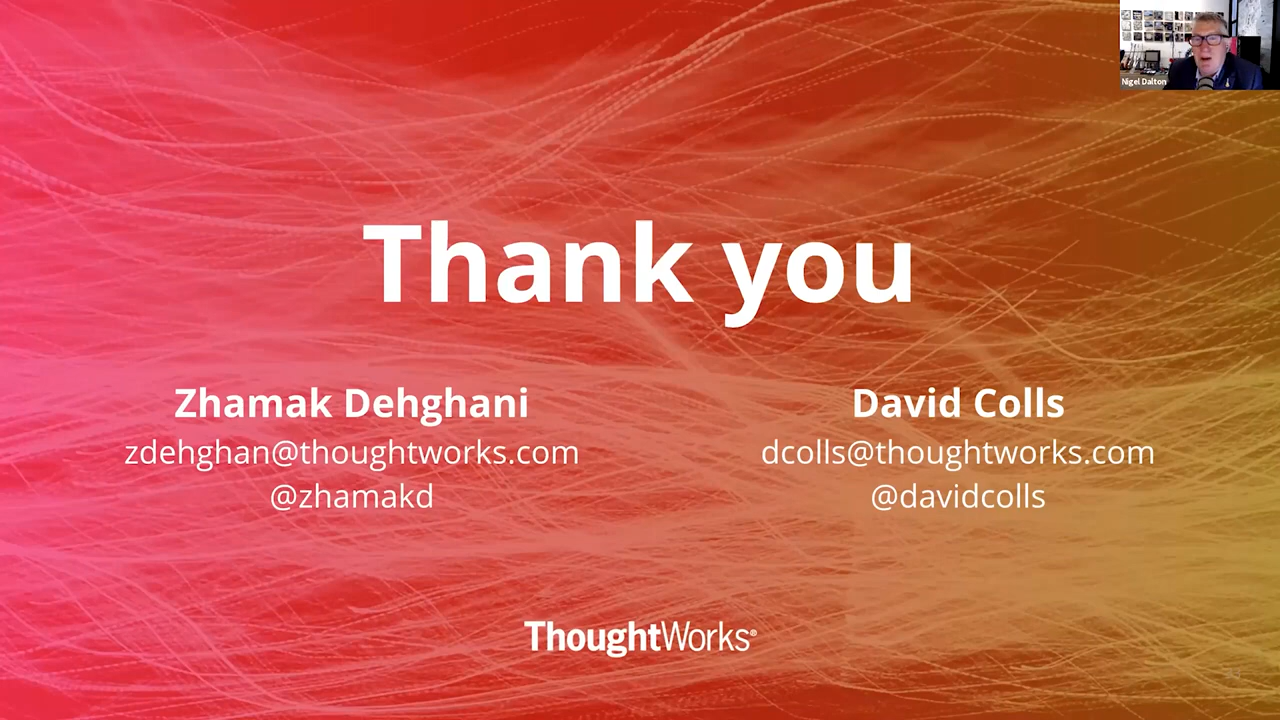 Nigel Dalton
Thank you
Zhamak Dehghani
zdehghan@thoughtworks.com
@zhamakd
David Colls
dcolls@thoughtworks.com
@davidcolls
ThoughtWorks®